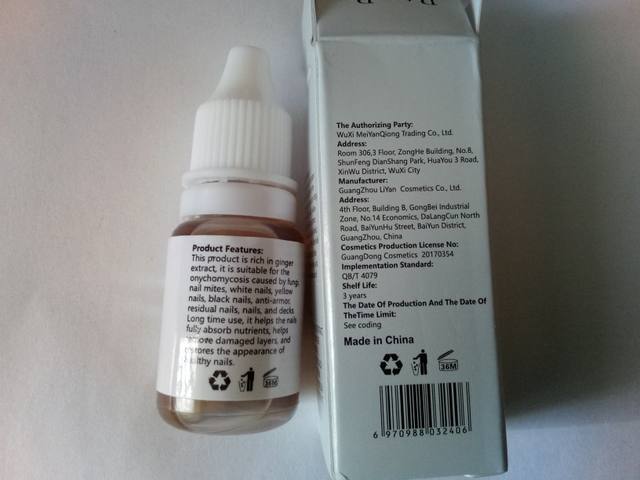 Product Features:
This product is rich in ginger
extract, it is suitable for the
onychomycosis caused by fungi,
nail mites, white nails, yellow
nails, black nails, anti-armor,
residual nails, nails, and decks.
Long time use, it helps the nails
fully absorb nutrients, helps
remove damaged layers, and
restores the appearance of
healthy nails.
36M
The Authorizing Party:
WuXi MeiYanQiong Trading Co., Ltd.
Address:
Room 306,3 Floor, ZongHe Building, No.8,
ShunFeng DianShang Park, HuaYou 3 Road,
XinWu District, WuXi City
Manufacturer:
GuangZhou LiYan Cosmetics Co., Ltd.
Address:
4th Floor, Building B, GongBei Industrial
Zone, No.14 Economics, DaLangCun North
Road, BaiYunHu Street, BaiYun District,
GuangZhou, China
Cosmetics Production License No:
GuangDong Cosmetics 20170354
Implementation Standard:
QB/T 4079
Shelf Life:
3 years
The Date Of Production And The Date Of
TheTime Limit:
See coding
Made in China
36M
6 970988 032406